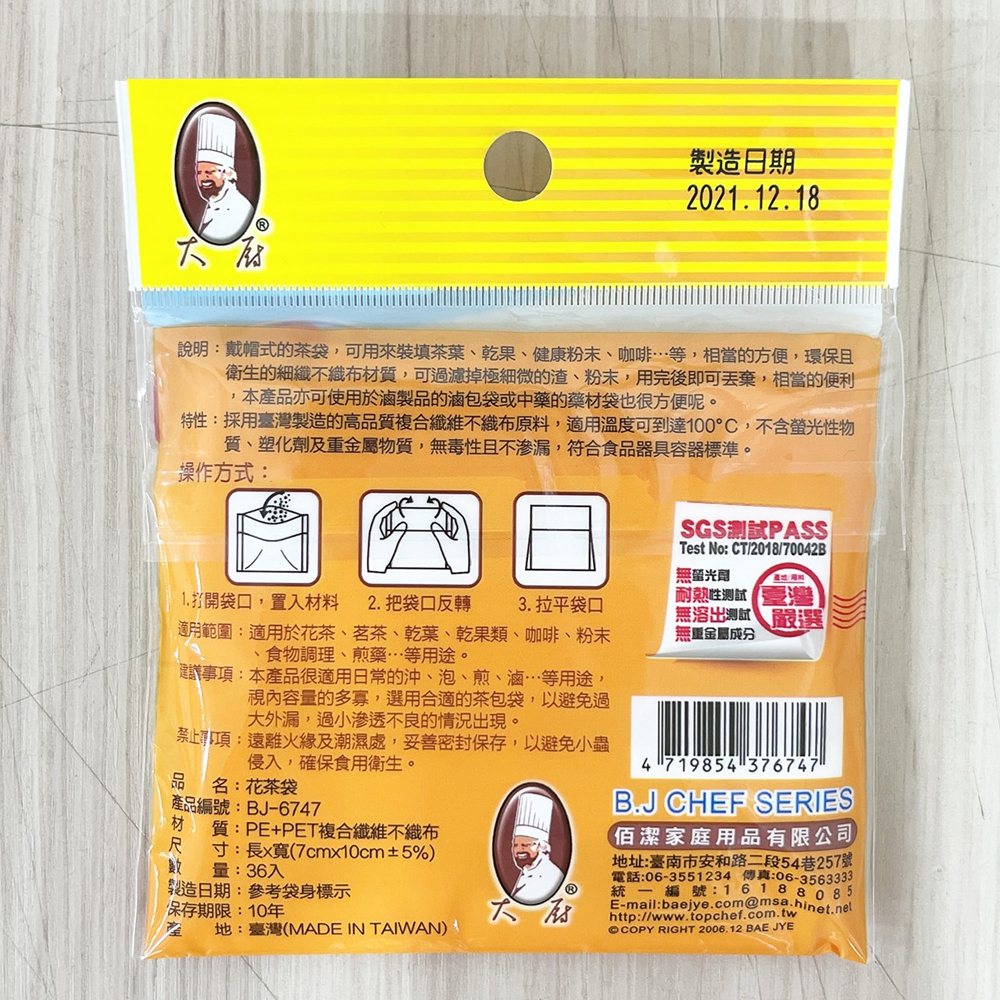 大廚®
製造日期
2021.12.18
說明：戴帽式的茶袋，可用來裝填茶葉、乾果、健康粉末、咖啡…等，相當的方便，環保且
衛生的細纖不織布材質，可過濾掉極細微的渣、粉末，用完後即可丟棄，相當的便利
，本產品亦可使用於滷製品的滷包袋或中藥的藥材袋也很方便呢。
特性：採用臺灣製造的高品質複合纖維不織布原料，適用溫度可到達100°C，不含螢光性物
質、塑化劑及重金屬物質，無毒性且不滲漏，符合食品器具容器標準。
操作方式：
1.打開袋口，置入材料
2.把袋口反轉
3.拉平袋口
SGS測試PASS
Test No: CT/2018/70042B
無螢光劑
耐熱性測試
無溶出測試
無重金屬成分
產地/用料
臺灣
嚴選
適用範圍：適用於花茶、茗茶、乾葉、乾果類、咖啡、粉末
、食物調理、煎藥…等用途。
建議事項：本產品很適用日常的沖、泡、煎、滷…等用途，
視內容量的多寡，選用合適的茶包袋，以避免過
大外漏，過小滲透不良的情況出現。
禁止事項：遠離火緣及潮濕處，妥善密封保存，以避免小蟲
侵入，確保食用衛生。
品名：花茶袋
產品編號：BJ-6747
材質：PE+PET複合纖維不織布
尺寸：長x寬(7cmx10cm±5%)
數量：36入
製造日期：參考袋身標示
保存期限：10年
產地：臺灣(MADE IN TAIWAN)
大廚®
4 719854 376747
B.J CHEF SERIES
佰潔家庭用品有限公司
地址:臺南市安和路二段54巷257號
電話:06-3551234 傳真:06-3563333
統一編號:16188085
E-mail:baejye.com@msa.hinet.net
http://www.topchef.com.tw
©COPY RIGHT 2006.12 BAE JYE